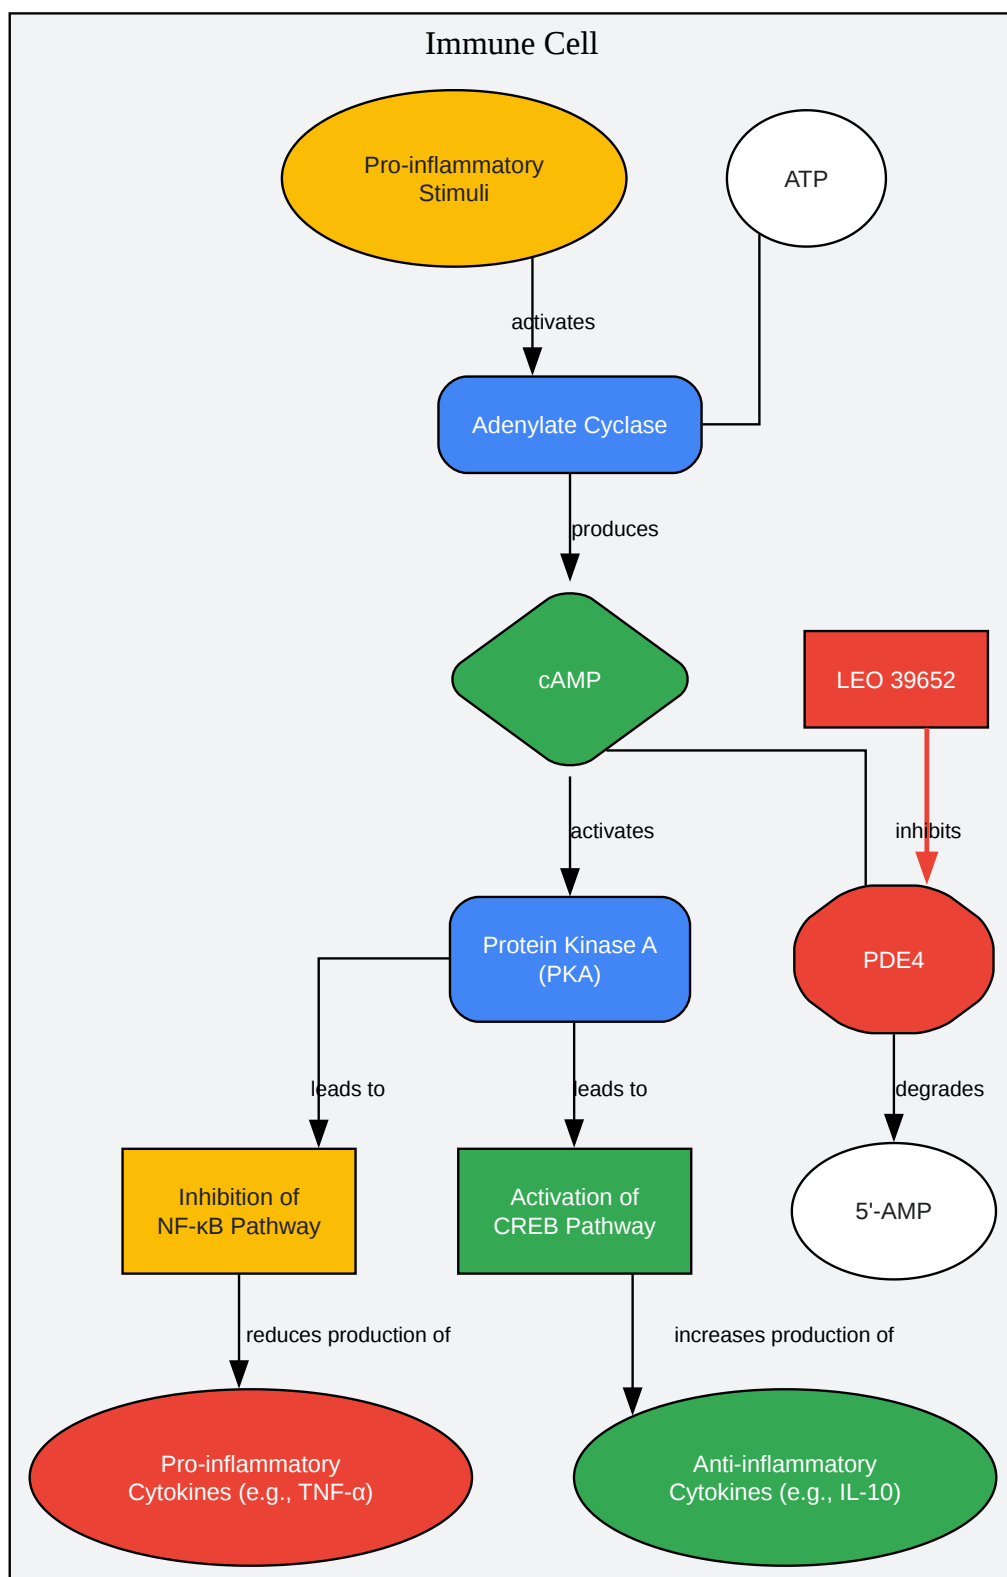 Immune Cell
Pro-inflammatory
Stimuli
ATP
activates
Adenylate Cyclase
produces
cAMP
LEO 39652
activates
inhibits
Protein Kinase A
(PKA)
PDE4
leads to
leads to
degrades
Inhibition of
NF-κB Pathway
Activation of
CREB Pathway
5'-AMP
reduces production of
increases production of
Pro-inflammatory
Cytokines (e.g., TNF-α)
Anti-inflammatory
Cytokines (e.g., IL-10)